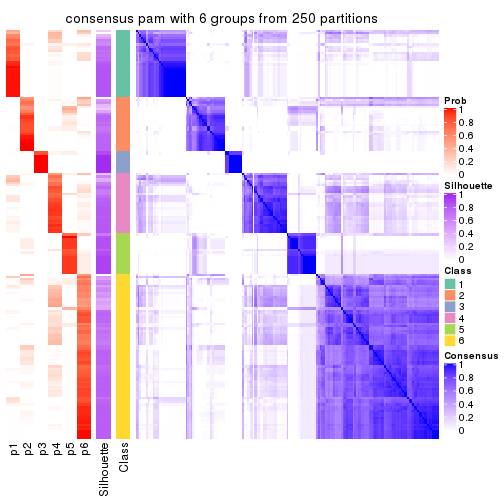 consensus pam with 6 groups from 250 partitions
Prob
1
0.8
0.6
0.4
0.2
0
Silhouette
1
0.8
0.6
0.4
0.2
0
Class
1
2
3
4
5
6
Consensus
1
0.8
0.6
0.4
0.2
0
p1
p2
p3
p4
p5
p6
Silhouette
Class